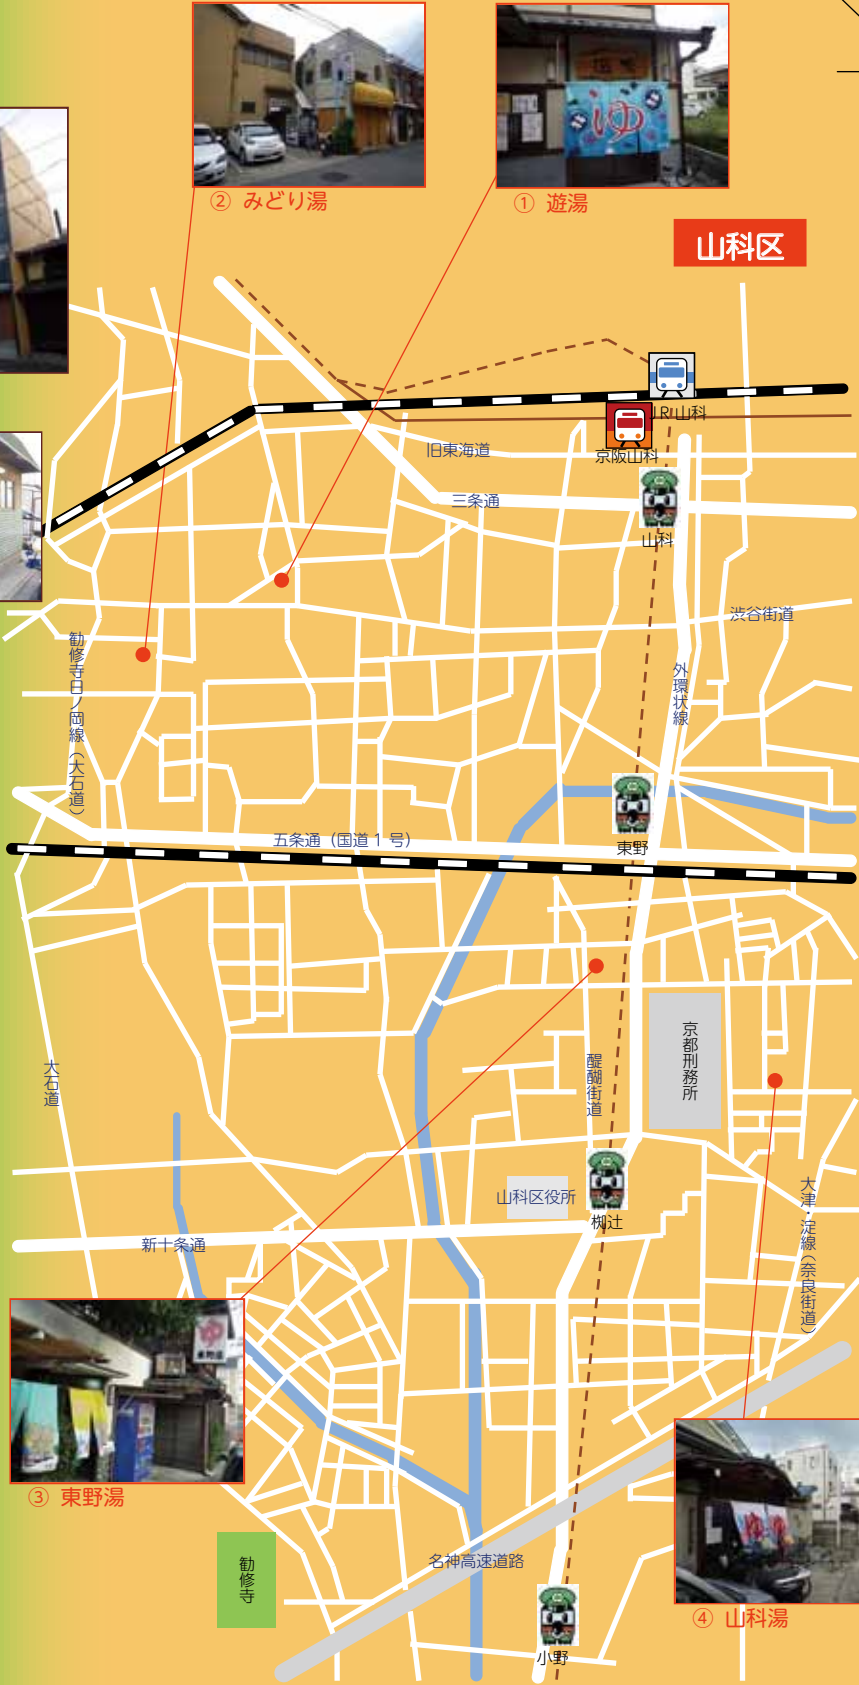 ② みどり湯
① 遊湯
ゆ
山科区
JR 山科
京阪山科
旧東海道
三条通
山科
渋谷街道
勧修寺日ノ岡線（大石道）
外環状線
五条通（国道１号）
東野
大石道
京都刑務所
醍醐街道
山科区役所
椥辻
新十条通
大津・淀線（奈良街道）
③ 東野湯
名神高速道路
勧修寺
④ 山科湯
小野